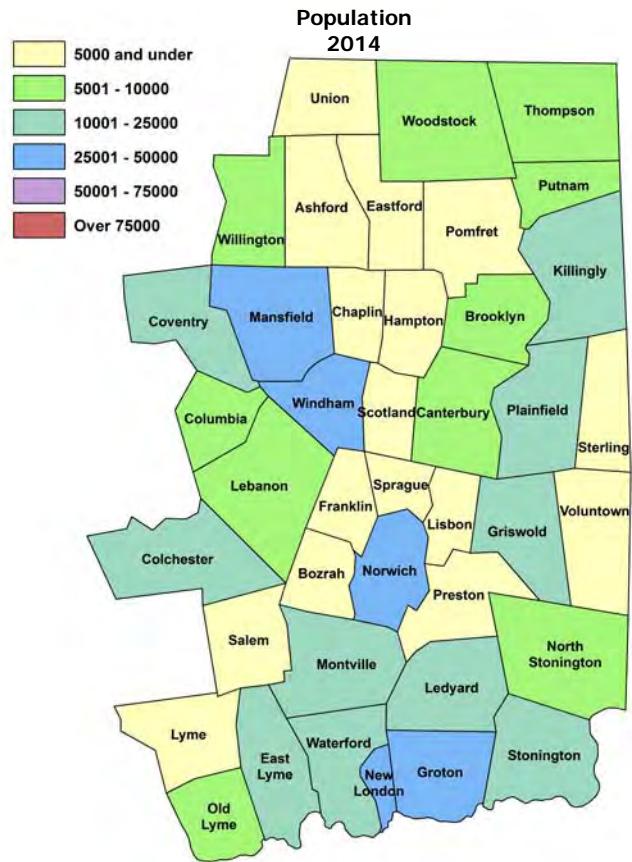 Population
2014
5000 and under
5001 - 10000
10001 - 25000
25001 - 50000
50001 - 75000
Over 75000
Union
Woodstock
Thompson
Putnam
Ashford
Eastford
Willington
Pomfret
Killingly
Coventry
Mansfield
Chaplin
Hampton
Brooklyn
Windham
Columbia
Scotland
Canterbury
Plainfield
Sterling
Lebanon
Sprague
Franklin
Lisbon
Voluntown
Griswold
Colchester
Bozrah
Norwich
Preston
Salem
North
Stonington
Montville
Ledyard
Lyme
Waterford
East
Lyme
Stonington
New
London
Groton
Old
Lyme